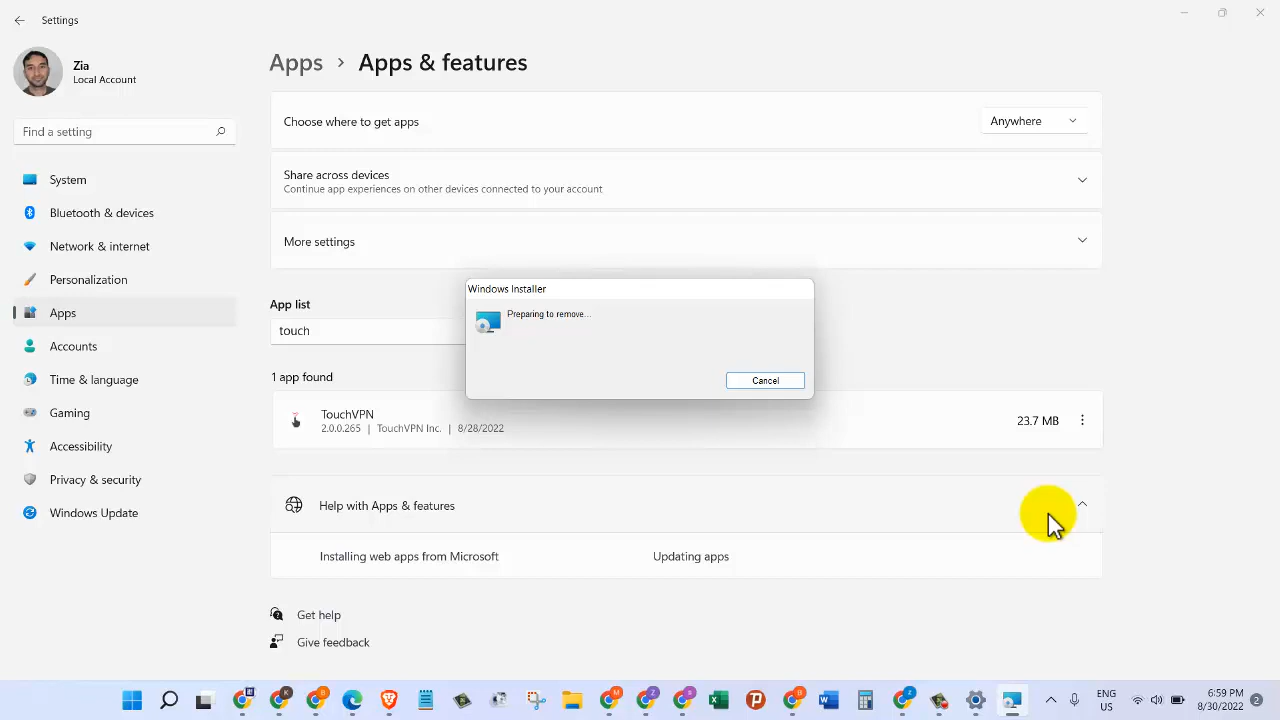 Settings
Zia
Local Account
Find a setting
System
Bluetooth & devices
Network & internet
Personalization
Apps
Accounts
Time & language
Gaming
Accessibility
Privacy & security
Windows Update
Apps > Apps & features
Choose where to get apps
Anywhere
Share across devices
Continue app experiences on other devices connected to your account
More settings
App list
touch
1 app found
Windows Installer
Preparing to remove...
Cancel
TouchVPN
2.0.0.265 | TouchVPN Inc. | 8/28/2022
23.7 MB
Help with Apps & features
Installing web apps from Microsoft
Updating apps
Get help
Give feedback
ENG
US
6:59 PM
8/30/2022
2